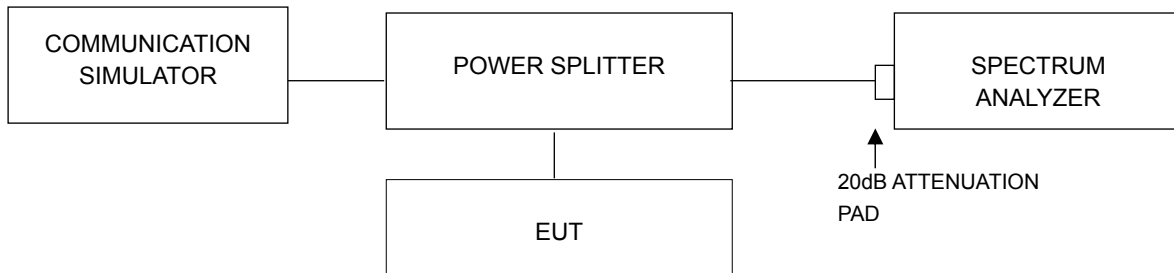 COMMUNICATION
SIMULATOR
POWER SPLITTER
SPECTRUM
ANALYZER
20dB ATTENUATION
PAD
EUT